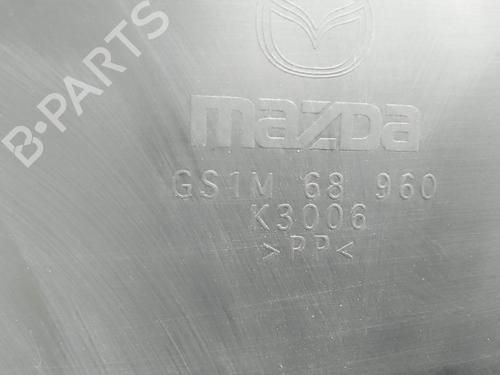 B-PARTS
mazda
GS1M 68 960
K3006
>PP<